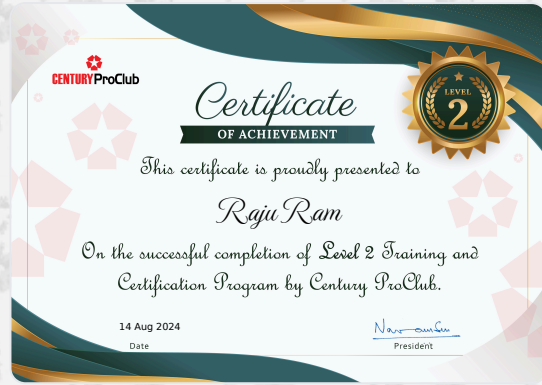 CENTURY ProClub
Certificate
OF ACHIEVEMENT
LEVEL
2
This certificate is proudly presented to
Raju Ram
On the successful completion of Level 2 Training and
Certification Program by Century ProClub.
14 Aug 2024
Date
President